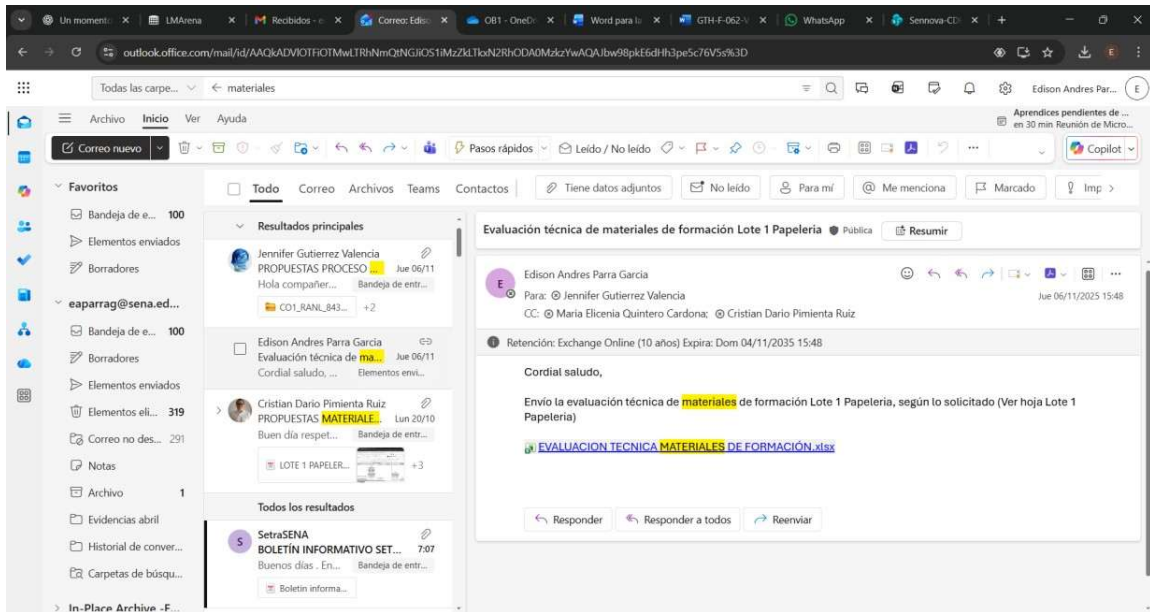 Un moment
LMArena
Recibidos - e
Correo: Edis
OB1 - OneD
Word para la
GTH-F-062-V
WhatsApp
Sennova-CD
outlook.office.com/mail/id/
Todas las carpe...
materiales
Edison Andres Par...
E
Archivo Inicio Ver Ayuda
Aprendices pendientes de ...
en 30 min Reunión de Micro...
Correo nuevo
Pasos rápidos
Leído / No leído
Copilot
Favoritos
Bandeja de e... 100
Elementos enviados
Borradores
eaparrag@sena.ed...
Bandeja de e... 100
Borradores
Elementos enviados
Elementos eli... 319
Correo no des... 291
Notas
Archivo 1
Evidencias abril
Historial de conver...
Carpetas de búsqu...
In-Place Archive -E...
Todo Correo Archivos Teams Contactos
Tiene datos adjuntos
No leído
Para mí
Me menciona
Marcado
Imp
Resultados principales
Jennifer Gutierrez Valencia
PROPUESTAS PROCESO ... Jue 06/11
Hola compañer... Bandeja de entr...
CO1_RANL_843... +2
Edison Andres Parra Garcia
Evaluación técnica de ma... Jue 06/11
Cordial saludo, ... Elementos envi...
Cristian Dario Pimienta Ruiz
PROPUESTAS MATERIALE... Lun 20/10
Buen día respet... Bandeja de entr...
LOTE 1 PAPELER... +3
Todos los resultados
S
SetraSENA
BOLETÍN INFORMATIVO SET... 7:07
Buenos días . En... Bandeja de entr...
Boletin informa...
Evaluación técnica de materiales de formación Lote 1 Papeleria
Pública
Resumir
E
Edison Andres Parra Garcia
Para: Jennifer Gutierrez Valencia
CC: Maria Elicenia Quintero Cardona; Cristian Dario Pimienta Ruiz
Jue 06/11/2025 15:48
Retención: Exchange Online (10 años) Expira: Dom 04/11/2035 15:48
Cordial saludo,
Envío la evaluación técnica de materiales de formación Lote 1 Papeleria, según lo solicitado (Ver hoja Lote 1
Papeleria)
EVALUACION TECNICA MATERIALES DE FORMACIÓN.xlsx
Responder
Responder a todos
Reenviar